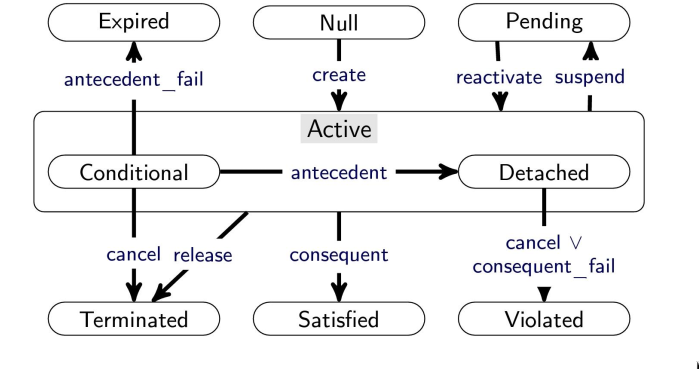 Expired
Null
Pending
antecedent_fail
create
reactivate
suspend
Active
Conditional
antecedent
Detached
cancel
release
consequent
cancel ∨
consequent_fail
Terminated
Satisfied
Violated